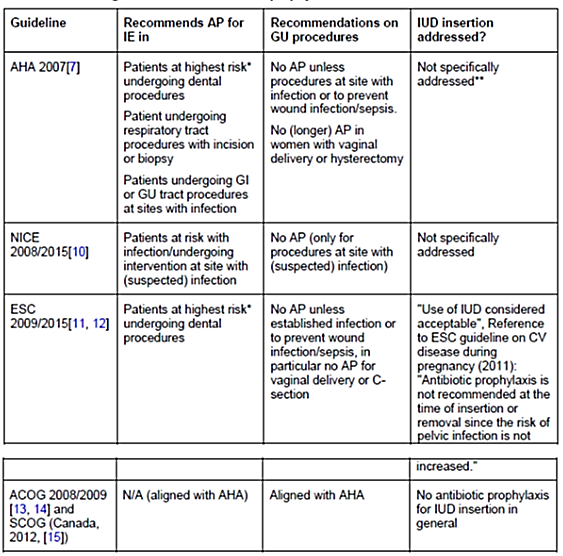 Guideline
Recommends AP for
IE in
Recommendations on
GU procedures
IUD insertion
addressed?
AHA 2007[7]
Patients at highest risk*
undergoing dental
procedures
Patient undergoing
respiratory tract
procedures with incision
or biopsy
Patients undergoing GI
or GU tract procedures
at sites with infection
No AP unless
procedures at site with
infection or to prevent
wound infection/sepsis.
No (longer) AP in
women with vaginal
delivery or hysterectomy
Not specifically
addressed**
NICE
2008/2015[10]
Patients at risk with
infection/undergoing
intervention at site with
(suspected) infection
No AP (only for
procedures at site with
(suspected) infection)
Not specifically
addressed
ESC
2009/2015[11, 12]
Patients at highest risk*
undergoing dental
procedures
No AP unless
established infection or
to prevent wound
infection/sepsis, in
particular no AP for
vaginal delivery or C-
section
"Use of IUD considered
acceptable", Reference
to ESC guideline on CV
disease during
pregnancy (2011):
"Antibiotic prophylaxis is
not recommended at the
time of insertion or
removal since the risk of
pelvic infection is not
increased."
ACOG 2008/2009
[13, 14] and
SCOG (Canada,
2012, [15])
N/A (aligned with AHA)
Aligned with AHA
No antibiotic prophylaxis
for IUD insertion in
general